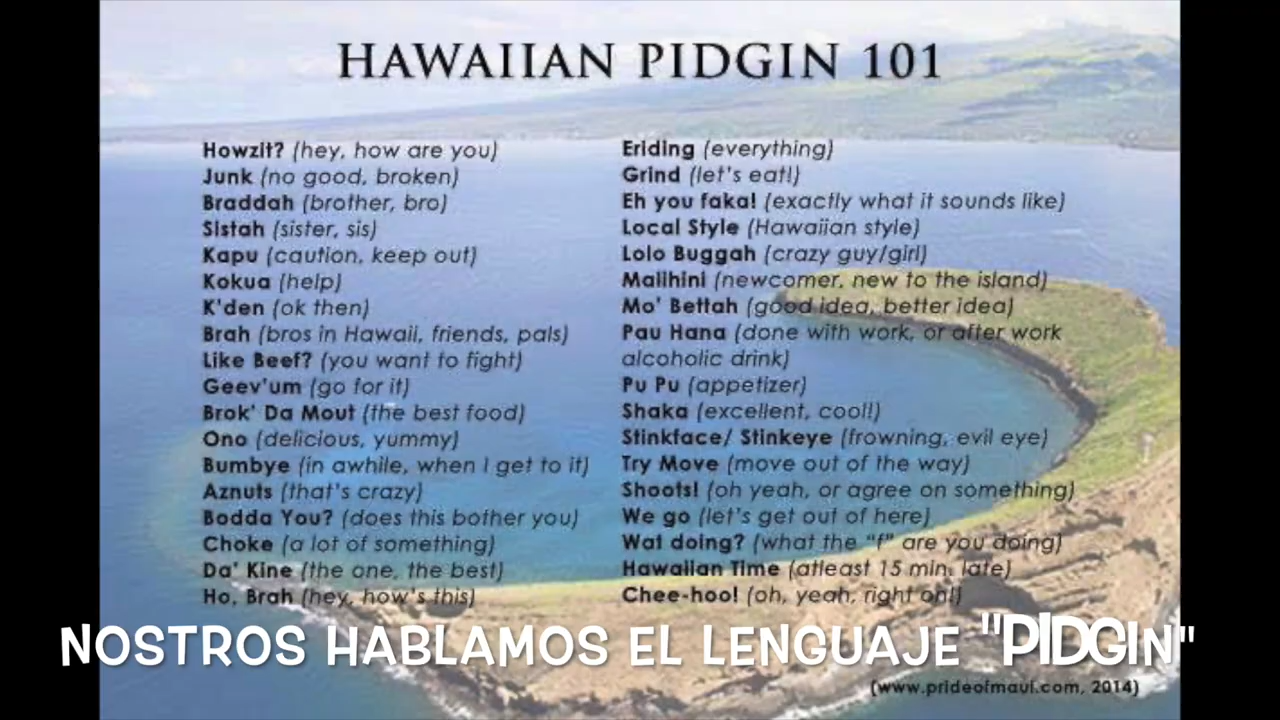 HAWAIIAN PIDGIN 101
Howzit? (hey, how are you)
Junk (no good, broken)
Braddah (brother, bro)
Sistah (sister, sis)
Kapu (caution, keep out)
Kokua (help)
K'den (ok then)
Brah (bros in Hawaii, friends, pals)
Like Beef? (you want to fight)
Geev'um (go for it)
Brok' Da Mout (the best food)
Ono (delicious, yummy)
Bumbye (in awhile, when I get to it)
Aznuts (that's crazy)
Bodda You? (does this bother you)
Choke (a lot of something)
Da' Kine (the one, the best)
Ho, Brah (hey, how's this)
Eriding (everything)
Grind (let's eat!)
Eh you faka! (exactly what it sounds like)
Local Style (Hawaiian style)
Lolo Buggah (crazy guy/girl)
Malihini (newcomer, new to the island)
Mo' Bettah (good idea, better idea)
Pau Hana (done with work, or after work
alcoholic drink)
Pu Pu (appetizer)
Shaka (excellent, cool!)
Stinkface/ Stinkeye (frowning, evil eye)
Try Move (move out of the way)
Shoots! (oh yeah, or agree on something)
We go (let's get out of here)
Wat doing? (what the "f" are you doing)
Hawaiian Time (atleast 15 min. late)
Chee-hoo! (oh, yeah, right on!)
NOSTROS HABLAMOS EL LENGUAJE "PIDGIN"
(www.prideofmaui.com, 2014)